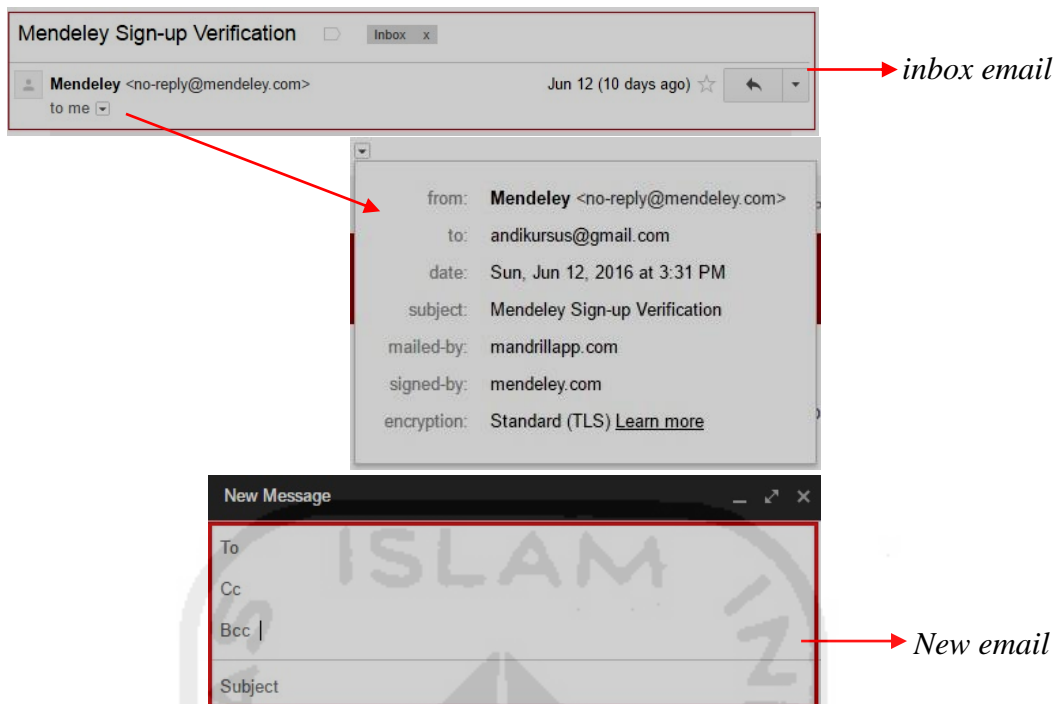 Mendeley Sign-up Verification Inbox x
Mendeley <no-reply@mendeley.com> Jun 12 (10 days ago)
to me
inbox email
from: Mendeley <no-reply@mendeley.com>
to: andikursus@gmail.com
date: Sun, Jun 12, 2016 at 3:31 PM
subject: Mendeley Sign-up Verification
mailed-by: mandrillapp.com
signed-by: mendeley.com
encryption: Standard (TLS) Learn more
New Message
To
Cc
Bcc
Subject
New email
ISLAM